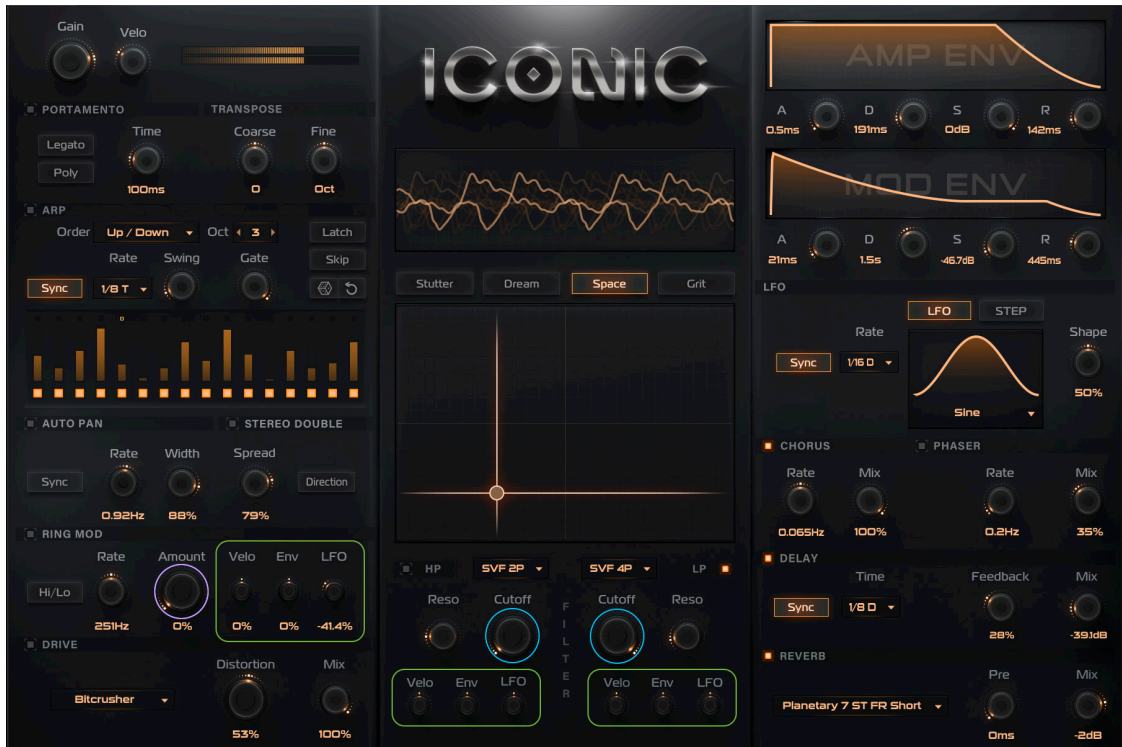 Gain
Velo
PORTAMENTO
TRANSPOSE
Legato
Poly
Time
100ms
Coarse
0
Fine
0ct
ARP
Order
Up / Down
Oct
3
Latch
Rate
Swing
Gate
Skip
Sync
1/8 T
AUTO PAN
STEREO DOUBLE
Rate
Width
Spread
Sync
Direction
0.92Hz
88%
79%
RING MOD
Rate
Amount
Velo
Env
LFO
Hi/Lo
251Hz
0%
0%
0%
-41.4%
DRIVE
Distortion
Mix
Bitcrusher
53%
100%
ICONIC
Stutter
Dream
Space
Grit
HP
SVF 2P
SVF 4P
LP
Reso
Cutoff
Cutoff
Reso
FILTER
Velo
Env
LFO
Velo
Env
LFO
AMP ENV
A
D
S
R
0.5ms
191ms
0dB
142ms
MOD ENV
A
D
S
R
21ms
1.5s
-46.7dB
445ms
LFO
LFO
STEP
Rate
Shape
Sync
1/16 D
50%
Sine
CHORUS
PHASER
Rate
Mix
Rate
Mix
0.065Hz
100%
0.2Hz
35%
DELAY
Time
Feedback
Mix
Sync
1/8 D
28%
-39.1dB
REVERB
Pre
Mix
Planetary 7 ST FR Short
0ms
-2dB